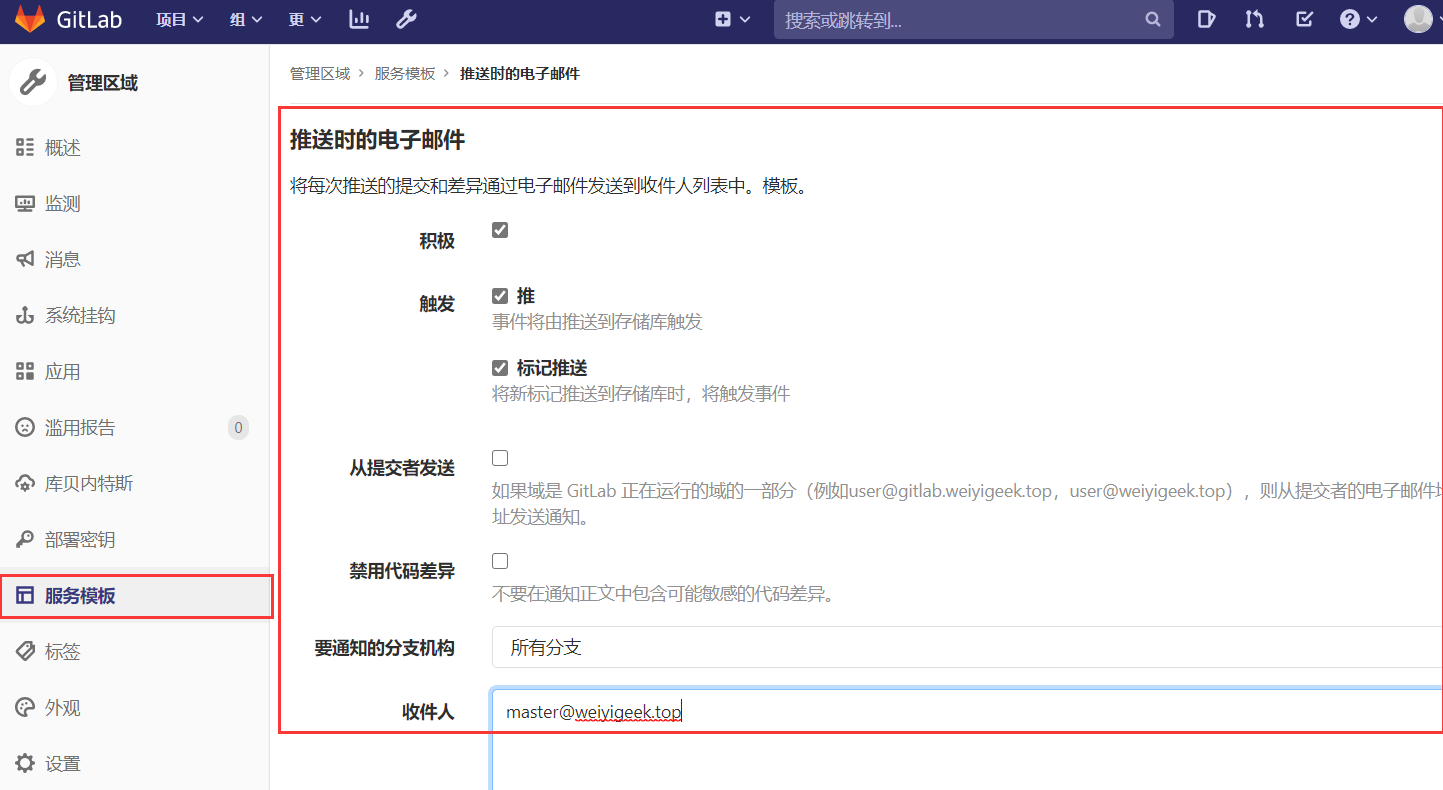 GitLab 项目 组 更 搜索或跳转到...
管理区域
概述
监测
消息
系统挂钩
应用
滥用报告 0
库贝内特斯
部署密钥
服务模板
标签
外观
设置
管理区域 › 服务模板 › 推送时的电子邮件
推送时的电子邮件
将每次推送的提交和差异通过电子邮件发送到收件人列表中。模板。
积极
触发 推
事件将由推送到存储库触发
标记推送
将新标记推送到存储库时，将触发事件
从提交者发送
如果域是 GitLab 正在运行的域的一部分（例如user@gitlab.weiyigeek.top，user@weiyigeek.top），则从提交者的电子邮件地
址发送通知。
禁用代码差异
不要在通知正文中包含可能敏感的代码差异。
要通知的分支机构 所有分支
收件人 master@weiyigeek.top